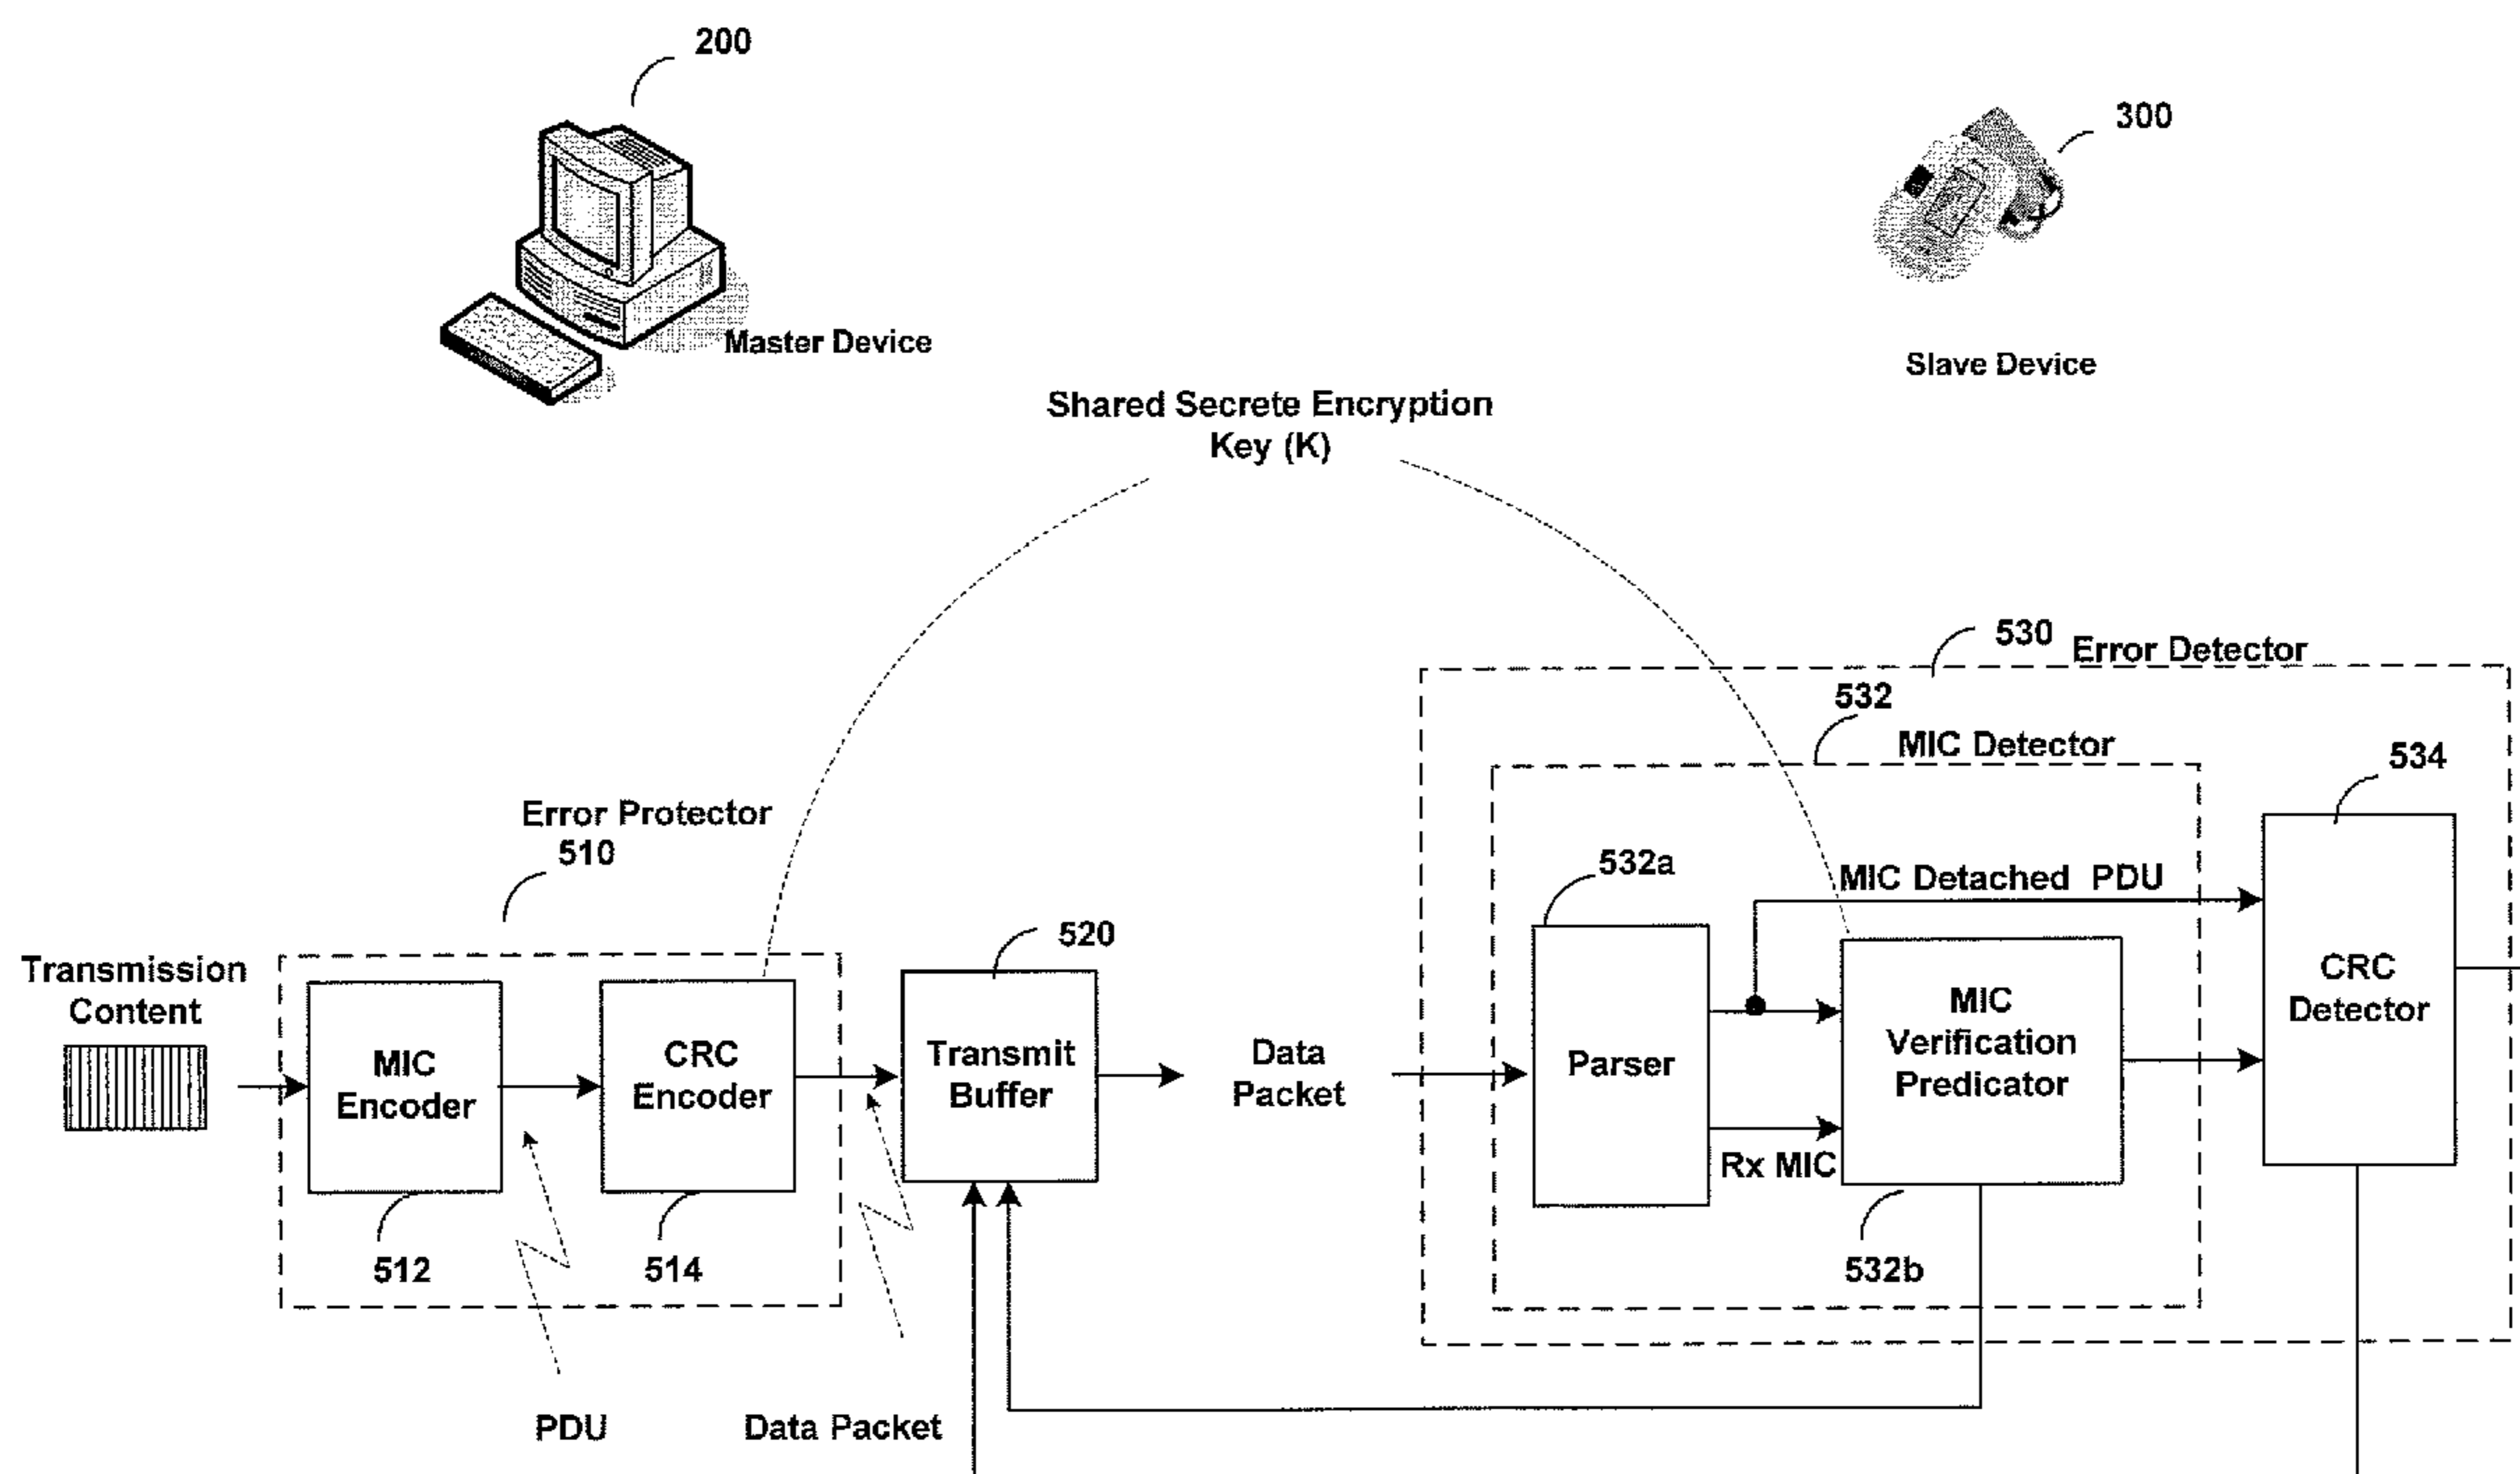 200
300
Master Device
Slave Device
Shared Secrete Encryption
Key (K)
530
Error Detector
532
MIC Detector
534
Error Protector
510
532a
MIC Detached PDU
520
Transmission
Content
MIC
Encoder
CRC
Encoder
Transmit
Buffer
Data
Packet
Parser
MIC
Verification
Predicator
CRC
Detector
Rx MIC
512
514
532b
PDU
Data Packet